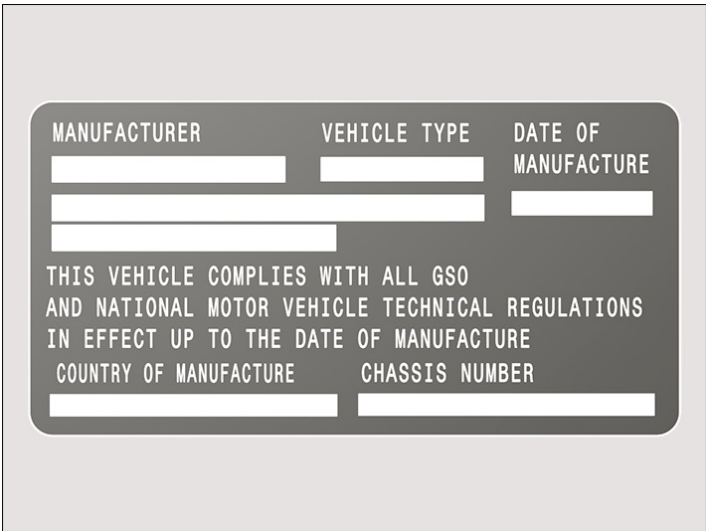 MANUFACTURER VEHICLE TYPE DATE OF
MANUFACTURE
THIS VEHICLE COMPLIES WITH ALL GSO
AND NATIONAL MOTOR VEHICLE TECHNICAL REGULATIONS
IN EFFECT UP TO THE DATE OF MANUFACTURE
COUNTRY OF MANUFACTURE CHASSIS NUMBER